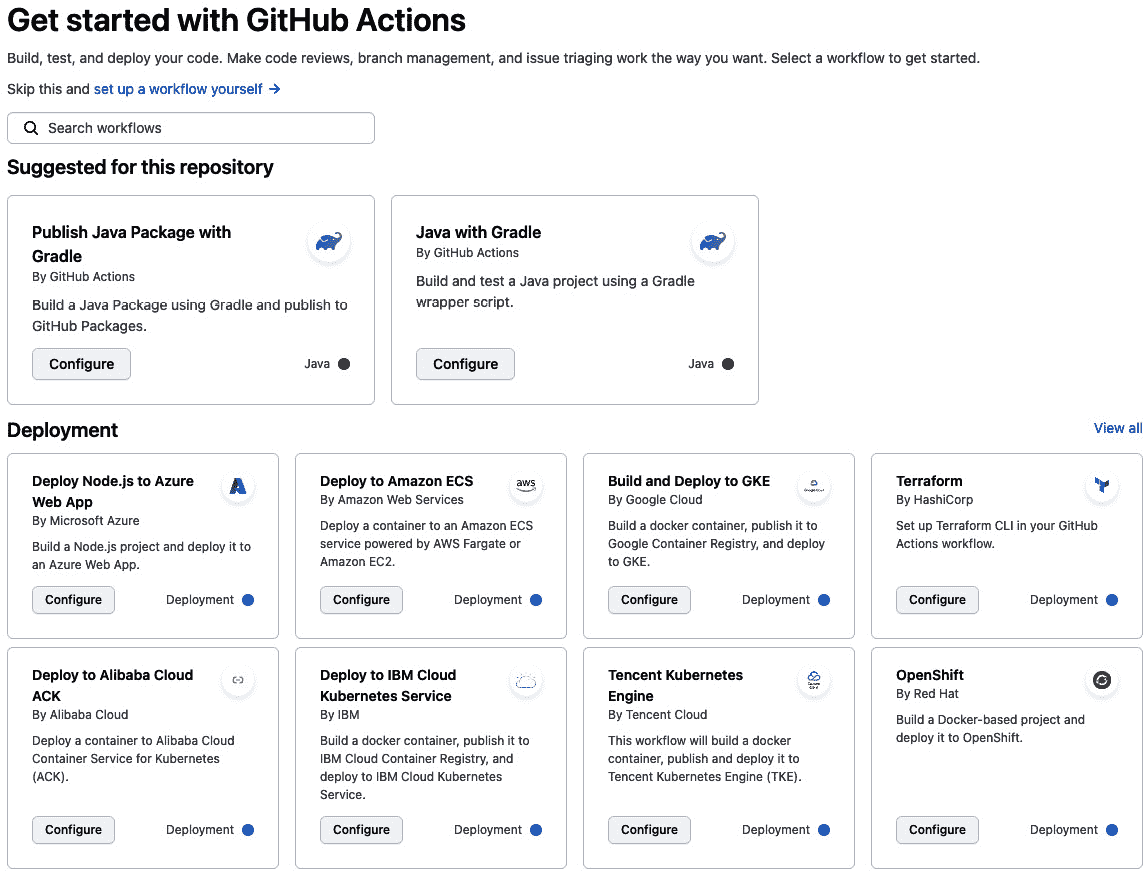 Get started with GitHub Actions
Build, test, and deploy your code. Make code reviews, branch management, and issue triaging work the way you want. Select a workflow to get started.
Skip this and set up a workflow yourself →
Search workflows
Suggested for this repository
Publish Java Package with
Gradle
By GitHub Actions
Build a Java Package using Gradle and publish to
GitHub Packages.
Configure
Java
Java with Gradle
By GitHub Actions
Build and test a Java project using a Gradle
wrapper script.
Configure
Java
Deployment
View all
Deploy Node.js to Azure
Web App
By Microsoft Azure
Build a Node.js project and deploy it to
an Azure Web App.
Configure
Deployment
Deploy to Amazon ECS
aws
By Amazon Web Services
Deploy a container to an Amazon ECS
service powered by AWS Fargate or
Amazon EC2.
Configure
Deployment
Build and Deploy to GKE
By Google Cloud
Build a docker container, publish it to
Google Container Registry, and deploy
to GKE.
Configure
Deployment
Terraform
By HashiCorp
Set up Terraform CLI in your GitHub
Actions workflow.
Configure
Deployment
Deploy to Alibaba Cloud
ACK
By Alibaba Cloud
Deploy a container to Alibaba Cloud
Container Service for Kubernetes
(ACK).
Configure
Deployment
Deploy to IBM Cloud
Kubernetes Service
By IBM
Build a docker container, publish it to
IBM Cloud Container Registry, and
deploy to IBM Cloud Kubernetes
Service.
Configure
Deployment
Tencent Kubernetes
Engine
By Tencent Cloud
This workflow will build a docker
container, publish and deploy it to
Tencent Kubernetes Engine (TKE).
Configure
Deployment
OpenShift
By Red Hat
Build a Docker-based project and
deploy it to OpenShift.
Configure
Deployment